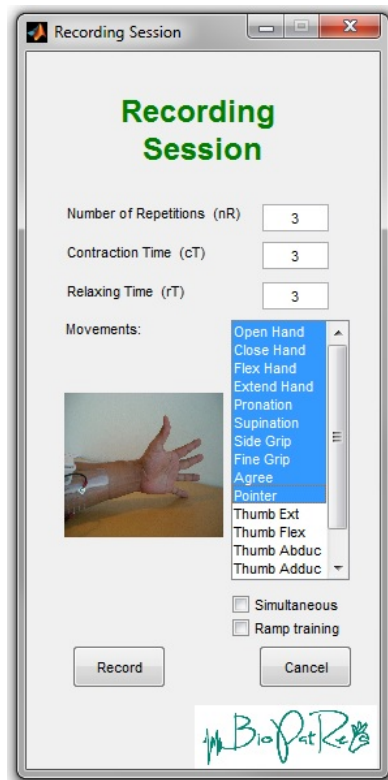 Recording Session
Recording
Session
Number of Repetitions (nR)
3
Contraction Time (cT)
3
Relaxing Time (rT)
3
Movements:
Open Hand
Close Hand
Flex Hand
Extend Hand
Pronation
Supination
Side Grip
Fine Grip
Agree
Pointer
Thumb Ext
Thumb Flex
Thumb Abduc
Thumb Adduc
Simultaneous
Ramp training
Record
Cancel
BioPatRec